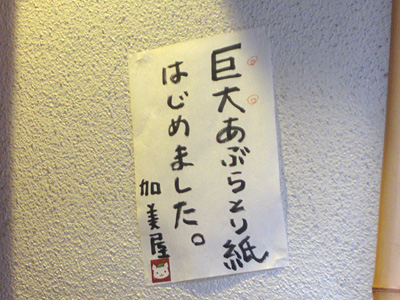 巨大あぶらとり紙
はじめました。
加美屋